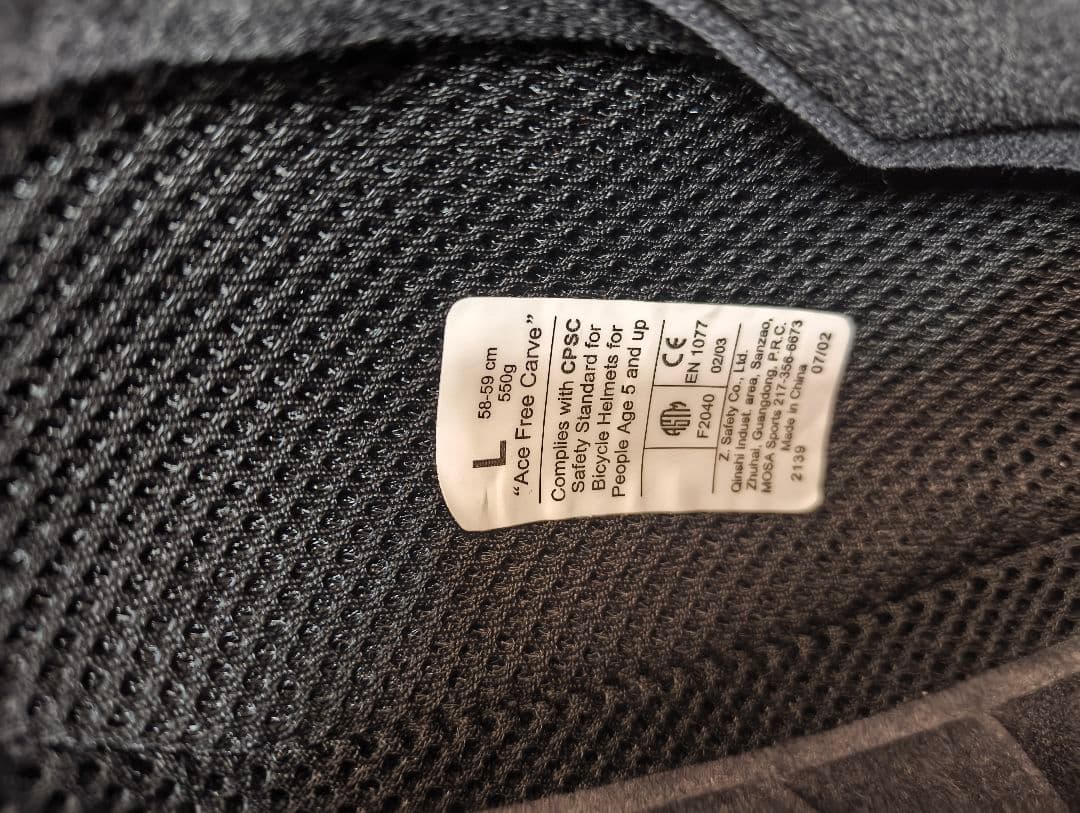 L 58-59 cm
550g
“Ace Free Carve”
Complies with CPSC
Safety Standard for
Bicycle Helmets for
People Age 5 and up
ASTM CE
F2040 EN 1077
02/03
Z. Safety Co., Ltd.
Qinshi Indust. area, Sanzao,
Zhuhai, Guangdong, P.R.C.
MOSA Sports 217-356-6673
Made in China
2139 07/02